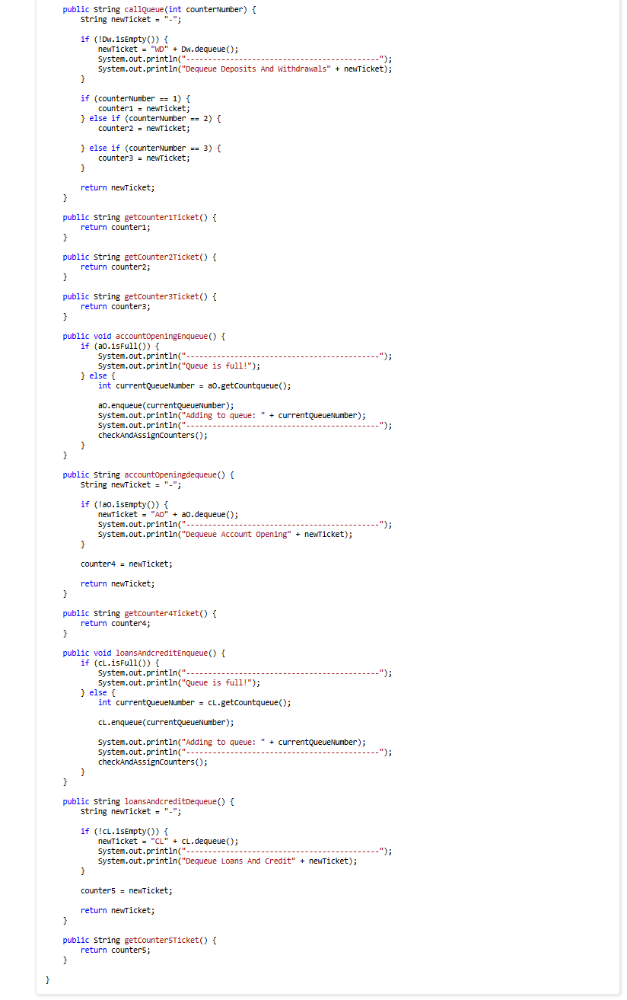 public String callQueue(int counterNumber) {
String newTicket = "-";
if (!Dw.isEmpty()) {
newTicket = "WD" + Dw.dequeue();
System.out.println("--------------------------------------------");
System.out.println("Dequeue Deposits And Withdrawals" + newTicket);
}
if (counterNumber == 1) {
counter1 = newTicket;
} else if (counterNumber == 2) {
counter2 = newTicket;
} else if (counterNumber == 3) {
counter3 = newTicket;
}
return newTicket;
}
public String getCounter1Ticket() {
return counter1;
}
public String getCounter2Ticket() {
return counter2;
}
public String getCounter3Ticket() {
return counter3;
}
public void accountOpeningEnqueue() {
if (aO.isFull()) {
System.out.println("--------------------------------------------");
System.out.println("Queue is full!");
} else {
int currentQueueNumber = aO.getCountqueue();
aO.enqueue(currentQueueNumber);
System.out.println("Adding to queue: " + currentQueueNumber);
System.out.println("--------------------------------------------");
checkAndAssignCounters();
}
}
public String accountOpeningdequeue() {
String newTicket = "-";
if (!aO.isEmpty()) {
newTicket = "AO" + aO.dequeue();
System.out.println("--------------------------------------------");
System.out.println("Dequeue Account Opening" + newTicket);
}
counter4 = newTicket;
return newTicket;
}
public String getCounter4Ticket() {
return counter4;
}
public void loansAndcreditEnqueue() {
if (cL.isFull()) {
System.out.println("--------------------------------------------");
System.out.println("Queue is full!");
} else {
int currentQueueNumber = cL.getCountqueue();
cL.enqueue(currentQueueNumber);
System.out.println("Adding to queue: " + currentQueueNumber);
System.out.println("--------------------------------------------");
checkAndAssignCounters();
}
}
public String loansAndcreditDequeue() {
String newTicket = "-";
if (!cL.isEmpty()) {
newTicket = "CL" + cL.dequeue();
System.out.println("--------------------------------------------");
System.out.println("Dequeue Loans And Credit" + newTicket);
}
counter5 = newTicket;
return newTicket;
}
public String getCounter5Ticket() {
return counter5;
}
}